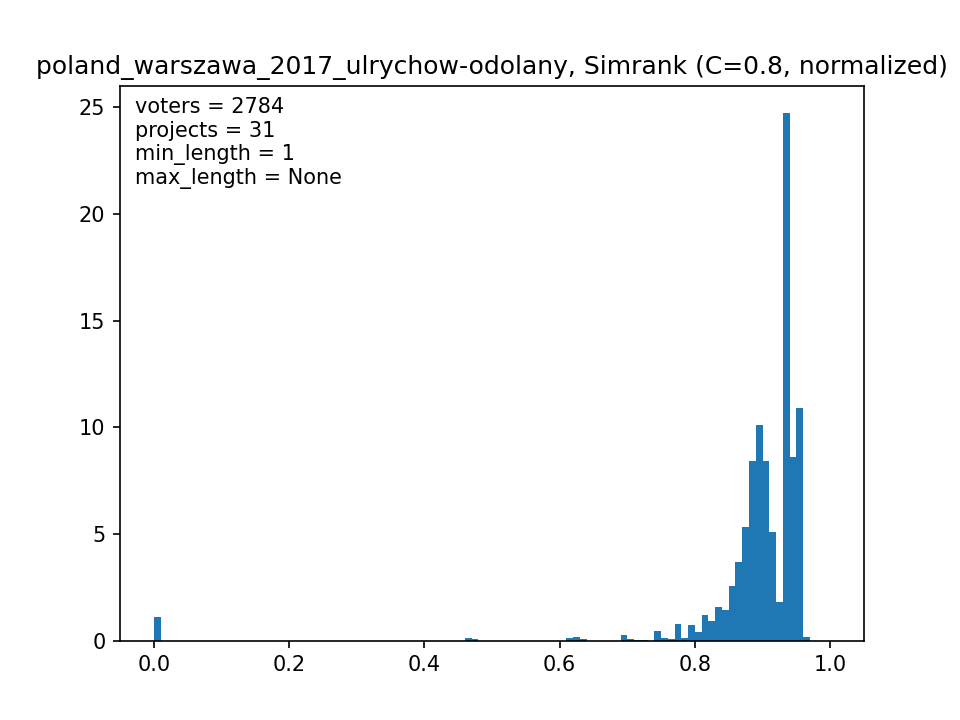 poland_warszawa_2017_ulrychow-odolany, Simrank (C=0.8, normalized)
voters = 2784
projects = 31
min_length = 1
max_length = None
25
20
15
10
5
0
0.0 0.2 0.4 0.6 0.8 1.0